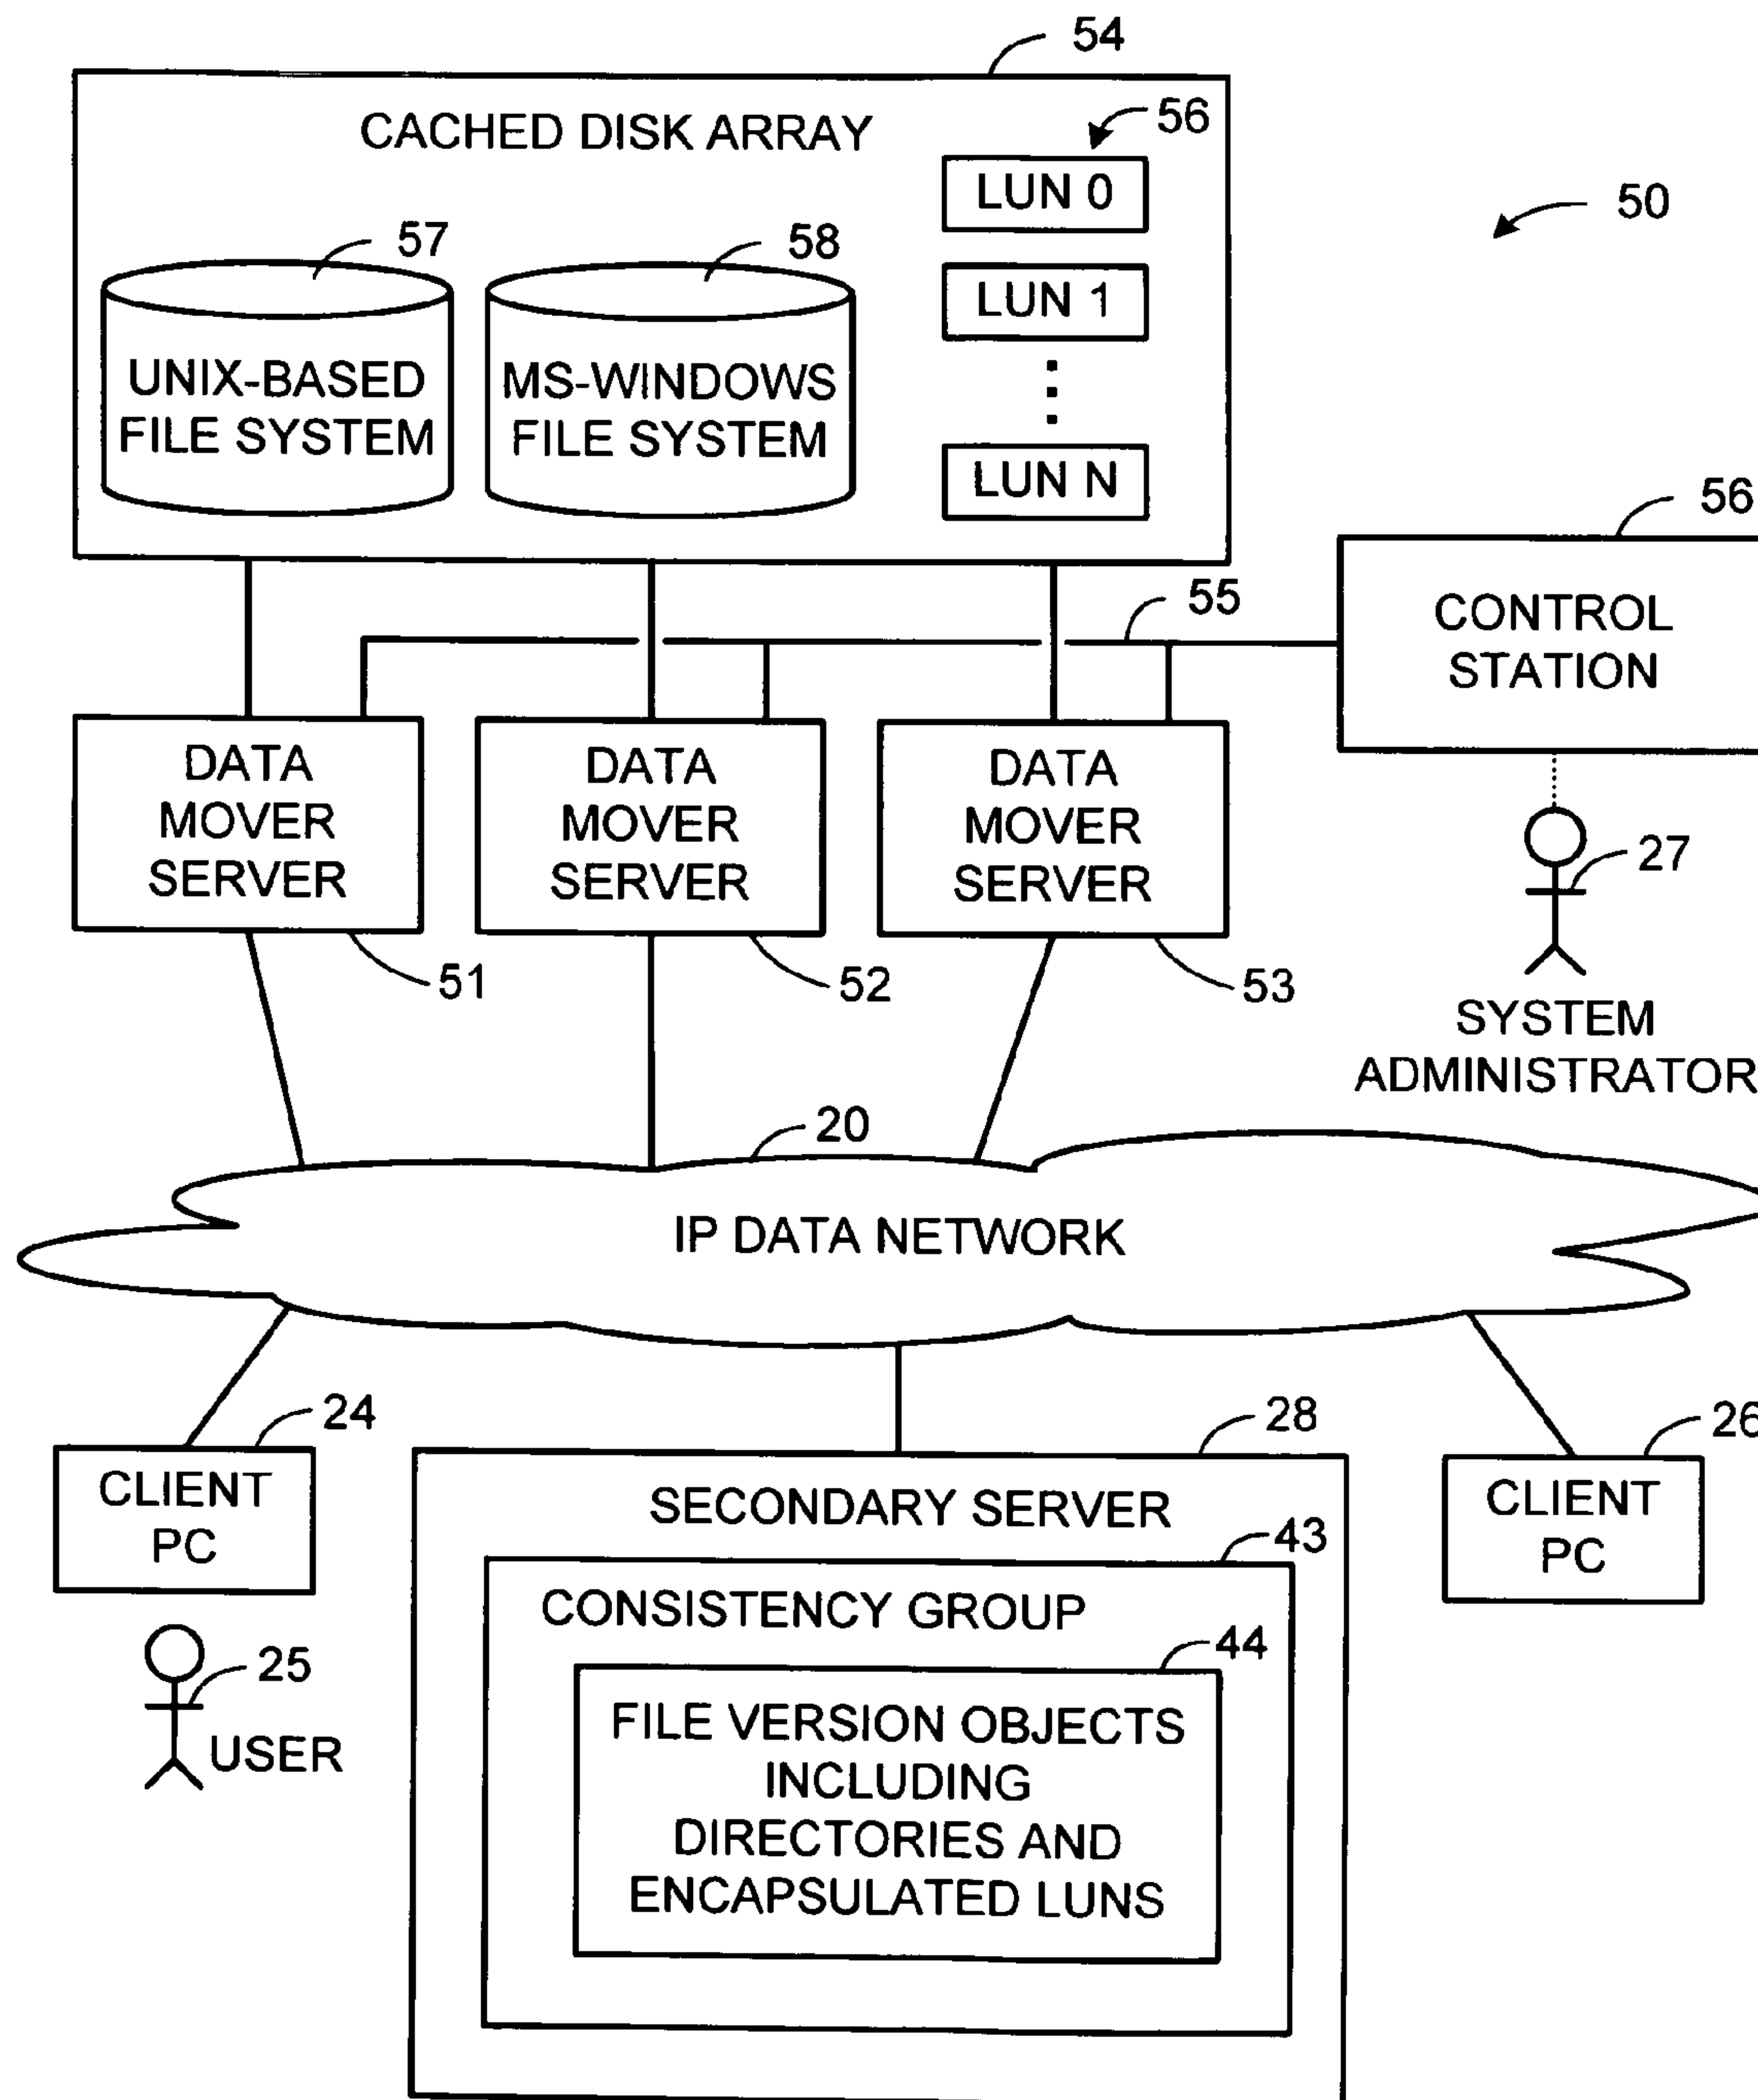 54
CACHED DISK ARRAY
56
LUN 0
50
57
58
LUN 1
UNIX-BASED
FILE SYSTEM
MS-WINDOWS
FILE SYSTEM
LUN N
56
CONTROL
STATION
55
DATA
MOVER
SERVER
DATA
MOVER
SERVER
DATA
MOVER
SERVER
27
51
52
53
SYSTEM
ADMINISTRATOR
20
IP DATA NETWORK
24
28
26
CLIENT
PC
SECONDARY SERVER
CLIENT
PC
43
CONSISTENCY GROUP
44
25
USER
FILE VERSION OBJECTS
INCLUDING
DIRECTORIES AND
ENCAPSULATED LUNS